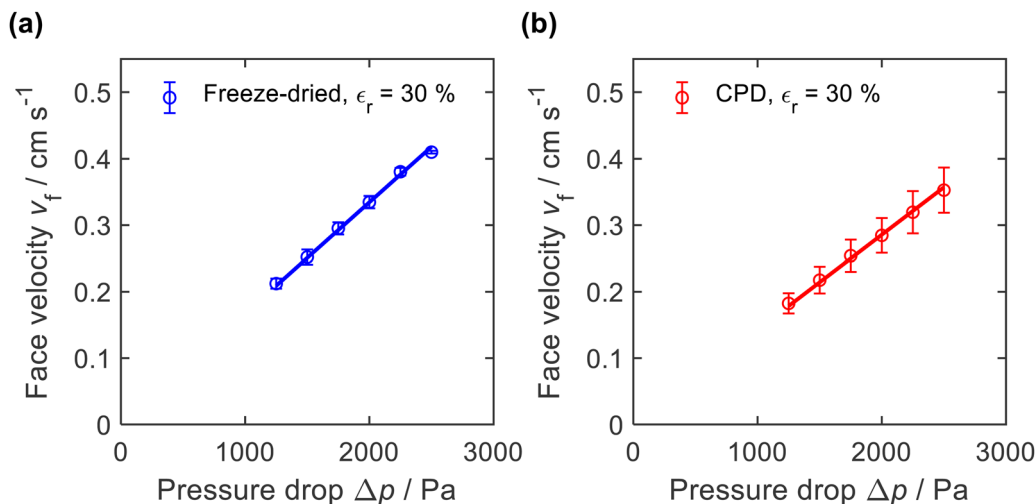 (a)
Freeze-dried, ϵr = 30 %
0.5
0.4
0.3
0.2
0.1
0
0 1000 2000 3000
Face velocity vf / cm s-1
Pressure drop Δp / Pa
(b)
CPD, ϵr = 30 %
0.5
0.4
0.3
0.2
0.1
0
0 1000 2000 3000
Face velocity vf / cm s-1
Pressure drop Δp / Pa